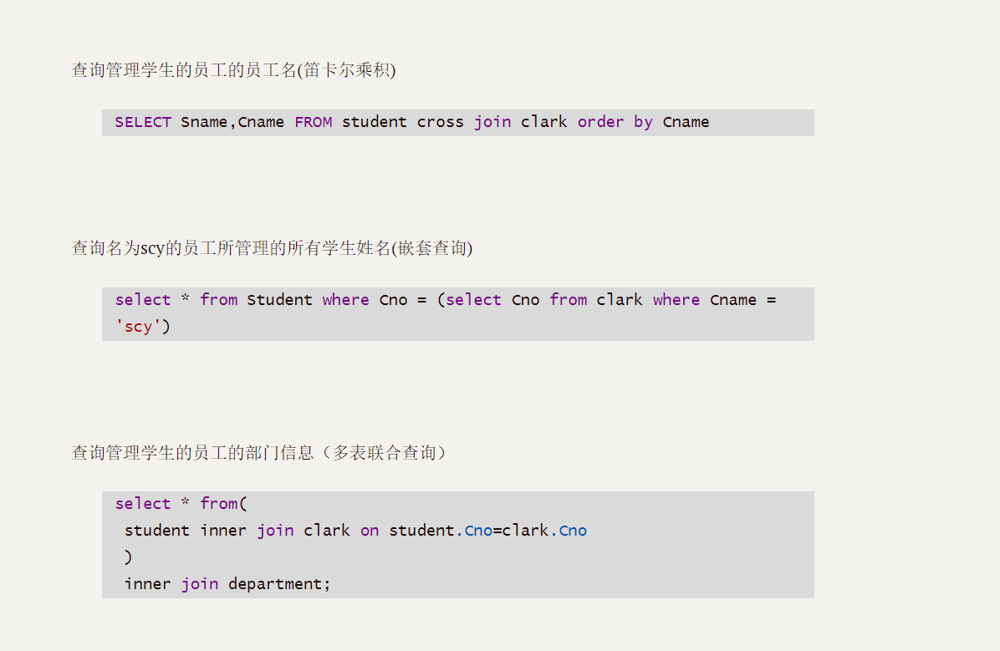 查询管理学生的员工的员工名(笛卡尔乘积)
SELECT Sname,Cname FROM student cross join clark order by Cname
查询名为scy的员工所管理的所有学生姓名(嵌套查询)
select * from Student where Cno = (select Cno from clark where Cname =
'scy')
查询管理学生的员工的部门信息（多表联合查询）
select * from(
student inner join clark on student.Cno=clark.Cno
)
inner join department;